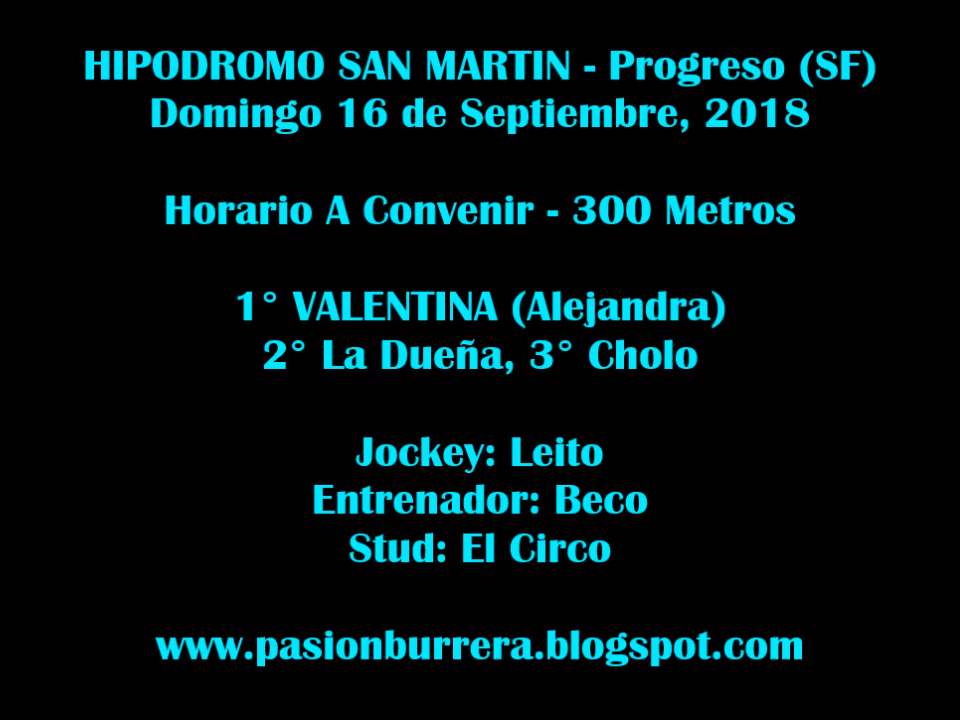 HIPODROMO SAN MARTIN - Progreso (SF)
Domingo 16 de Septiembre, 2018
Horario A Convenir - 300 Metros
1° VALENTINA (Alejandra)
2° La Dueña, 3° Cholo
Jockey: Leito
Entrenador: Beco
Stud: El Circo
www.pasionburrera.blogspot.com